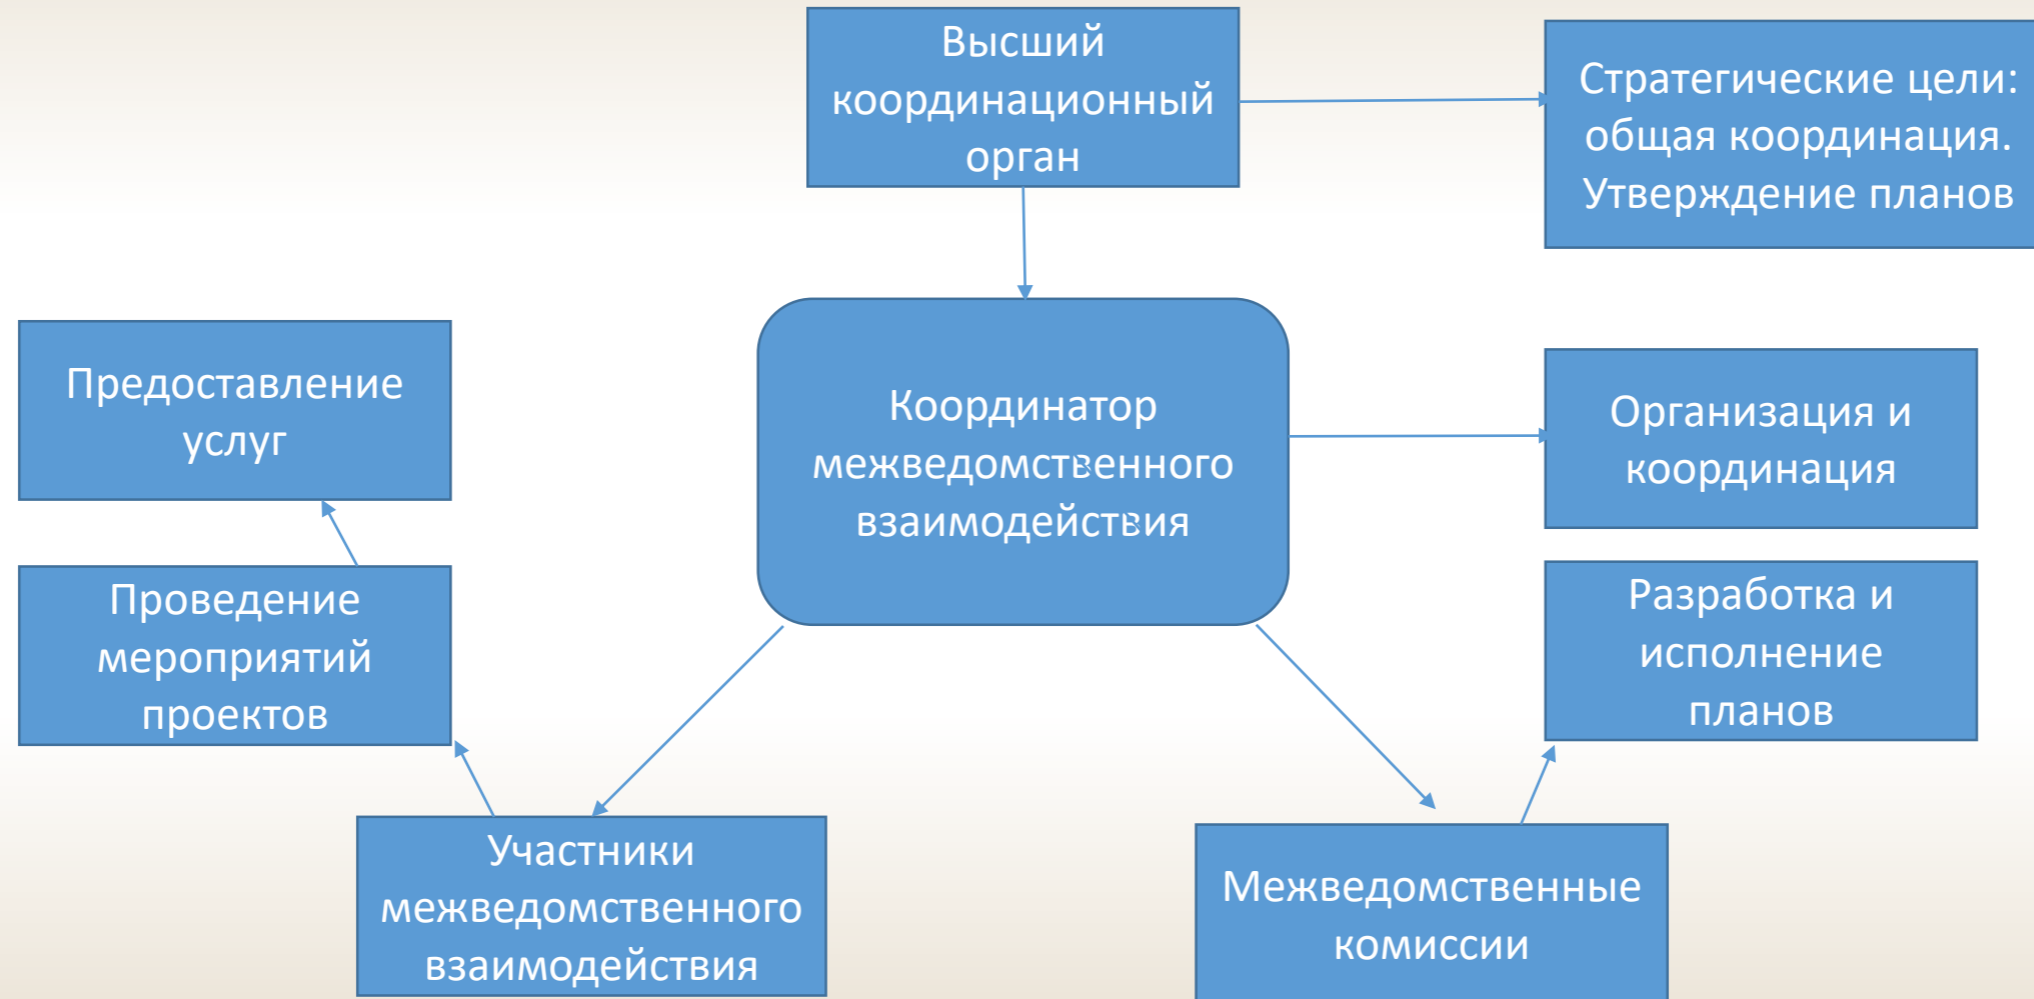 Высший
координационный
орган
Стратегические цели:
общая координация.
Утверждение планов
Предоставление
услуг
Координатор
межведомственного
взаимодействия
Организация и
координация
Проведение
мероприятий
проектов
Разработка и
исполнение
планов
Участники
межведомственного
взаимодействия
Межведомственные
комиссии